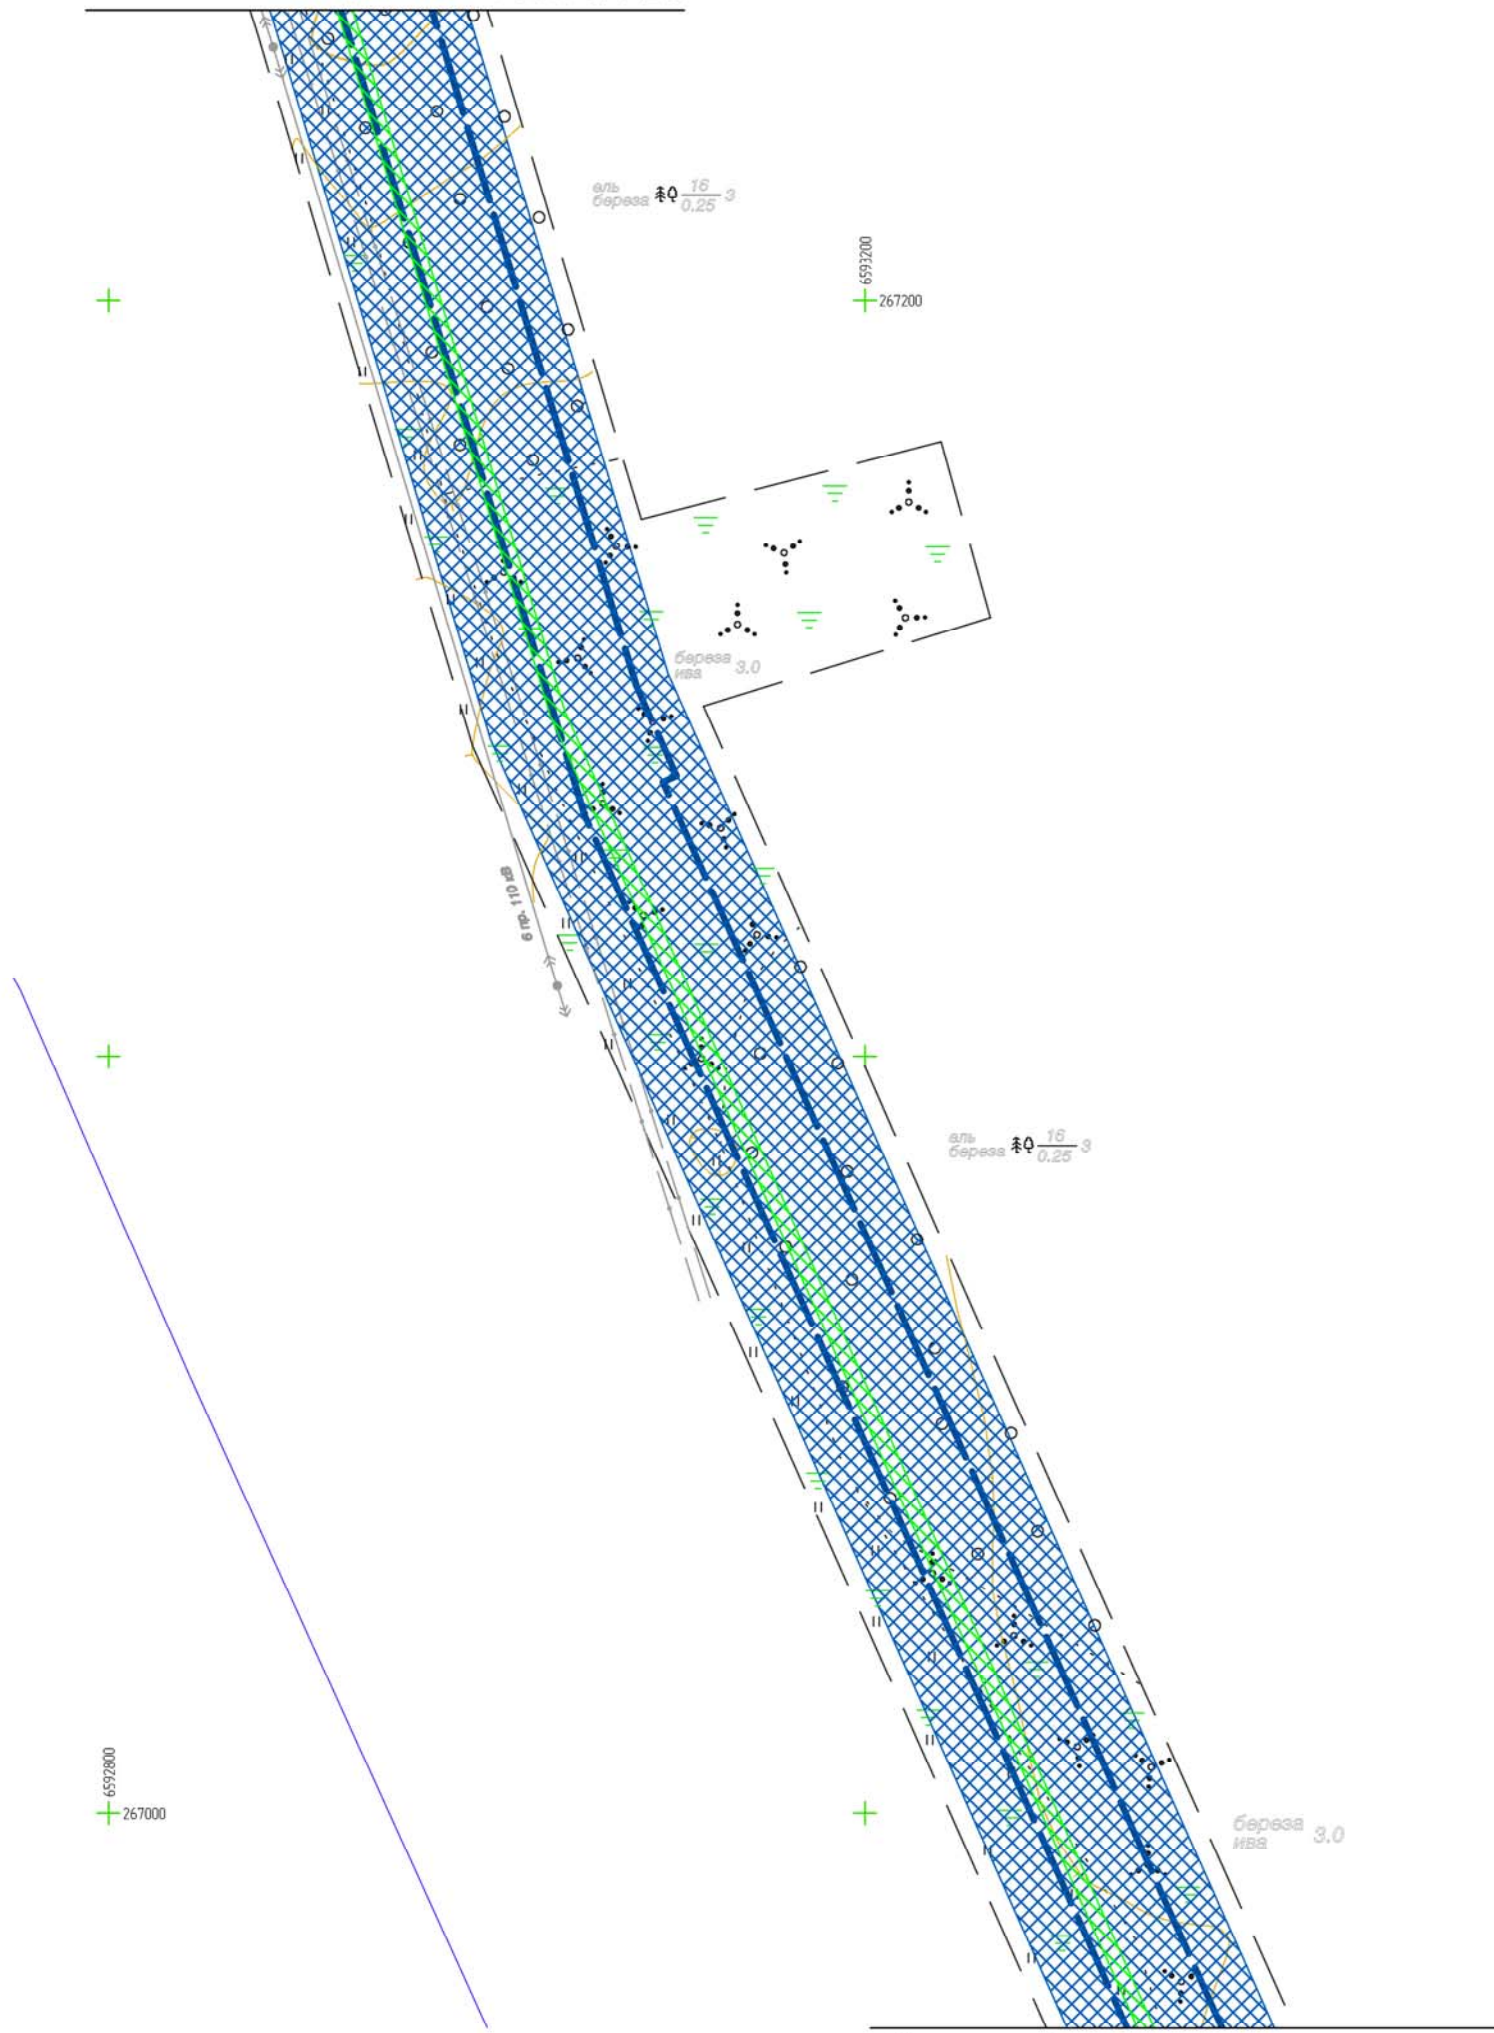 ель
береза 16 3
0.25
6593200
267200
береза 3.0
ива
6 пр. 110 кВ
ель
береза 16 3
0.25
6592800
267000
береза 3.0
ива